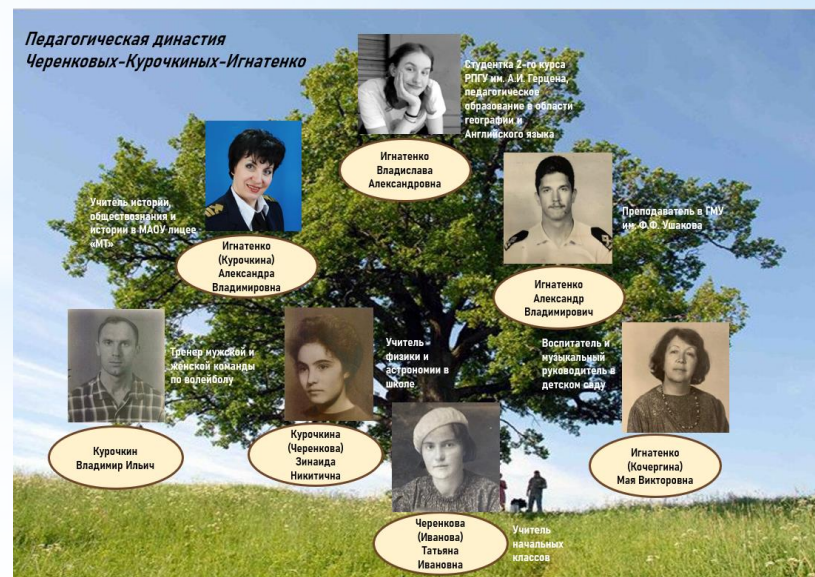 Педагогическая династия
Черенковых-Курочкиных-Игнатенко
Студентка 2-го курса
РПГУ им. А.И. Герцена,
педагогическое
образование в области
географии и
Английского языка
Игнатенко
Владислава
Александровна
Учитель истории,
обществознания и
истории в МАОУ лицее
«МТ»
Игнатенко
(Курочкина)
Александра
Владимировна
Преподаватель в ГМУ
им. Ф.Ф. Ушакова
Игнатенко
Александр
Владимирович
Тренер мужской и
женской команды
по волейболу
Курочкин
Владимир Ильич
Учитель
физики и
астрономии в
школе
Курочкина
(Черенкова)
Зинаида
Никитична
Воспитатель и
музыкальный
руководитель в
детском саду
Игнатенко
(Кочергина)
Мая Викторовна
Черенкова
(Иванова)
Татьяна
Ивановна
Учитель
начальных
классов